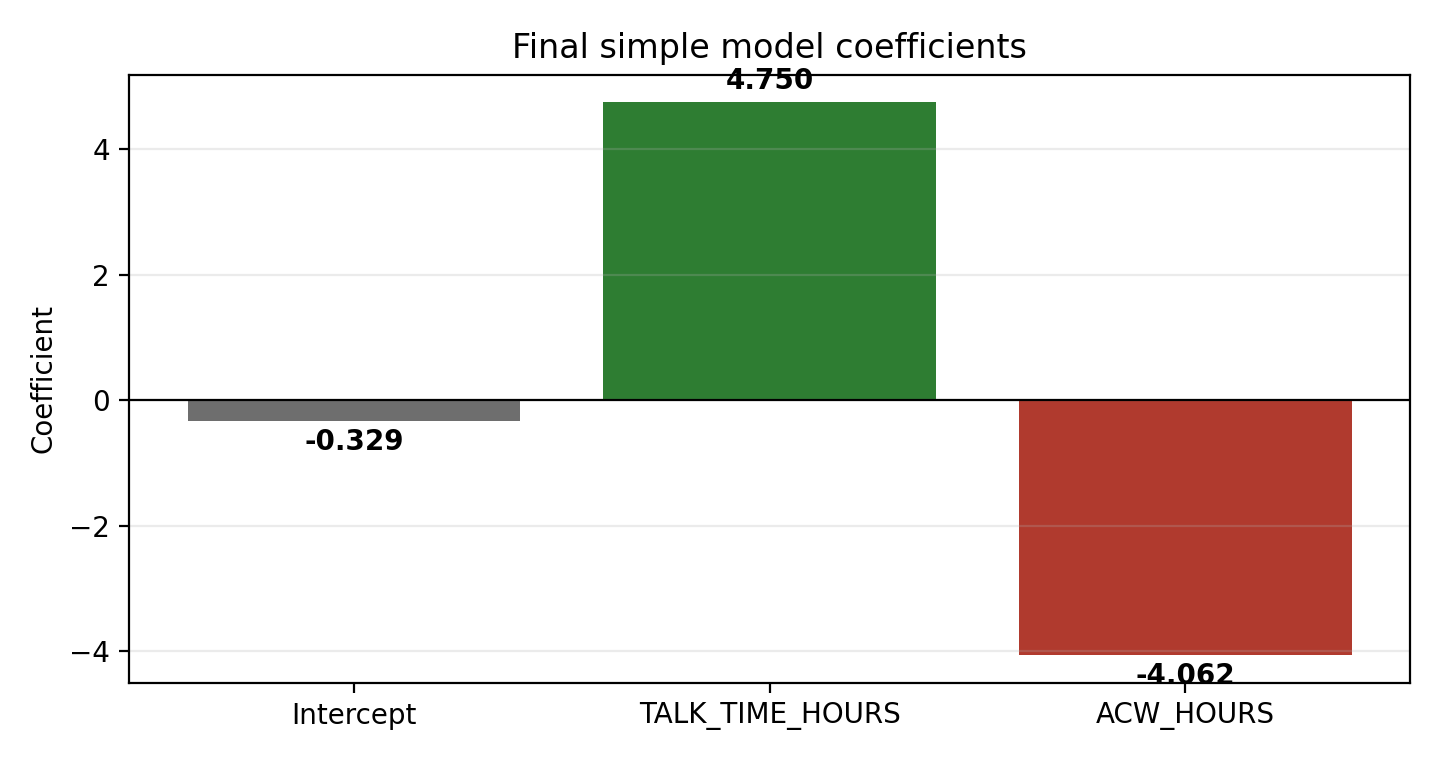 Final simple model coefficients
4.750
4
2
0
-0.329
−2
−4
-4.062
Coefficient
Intercept
TALK_TIME_HOURS
ACW_HOURS